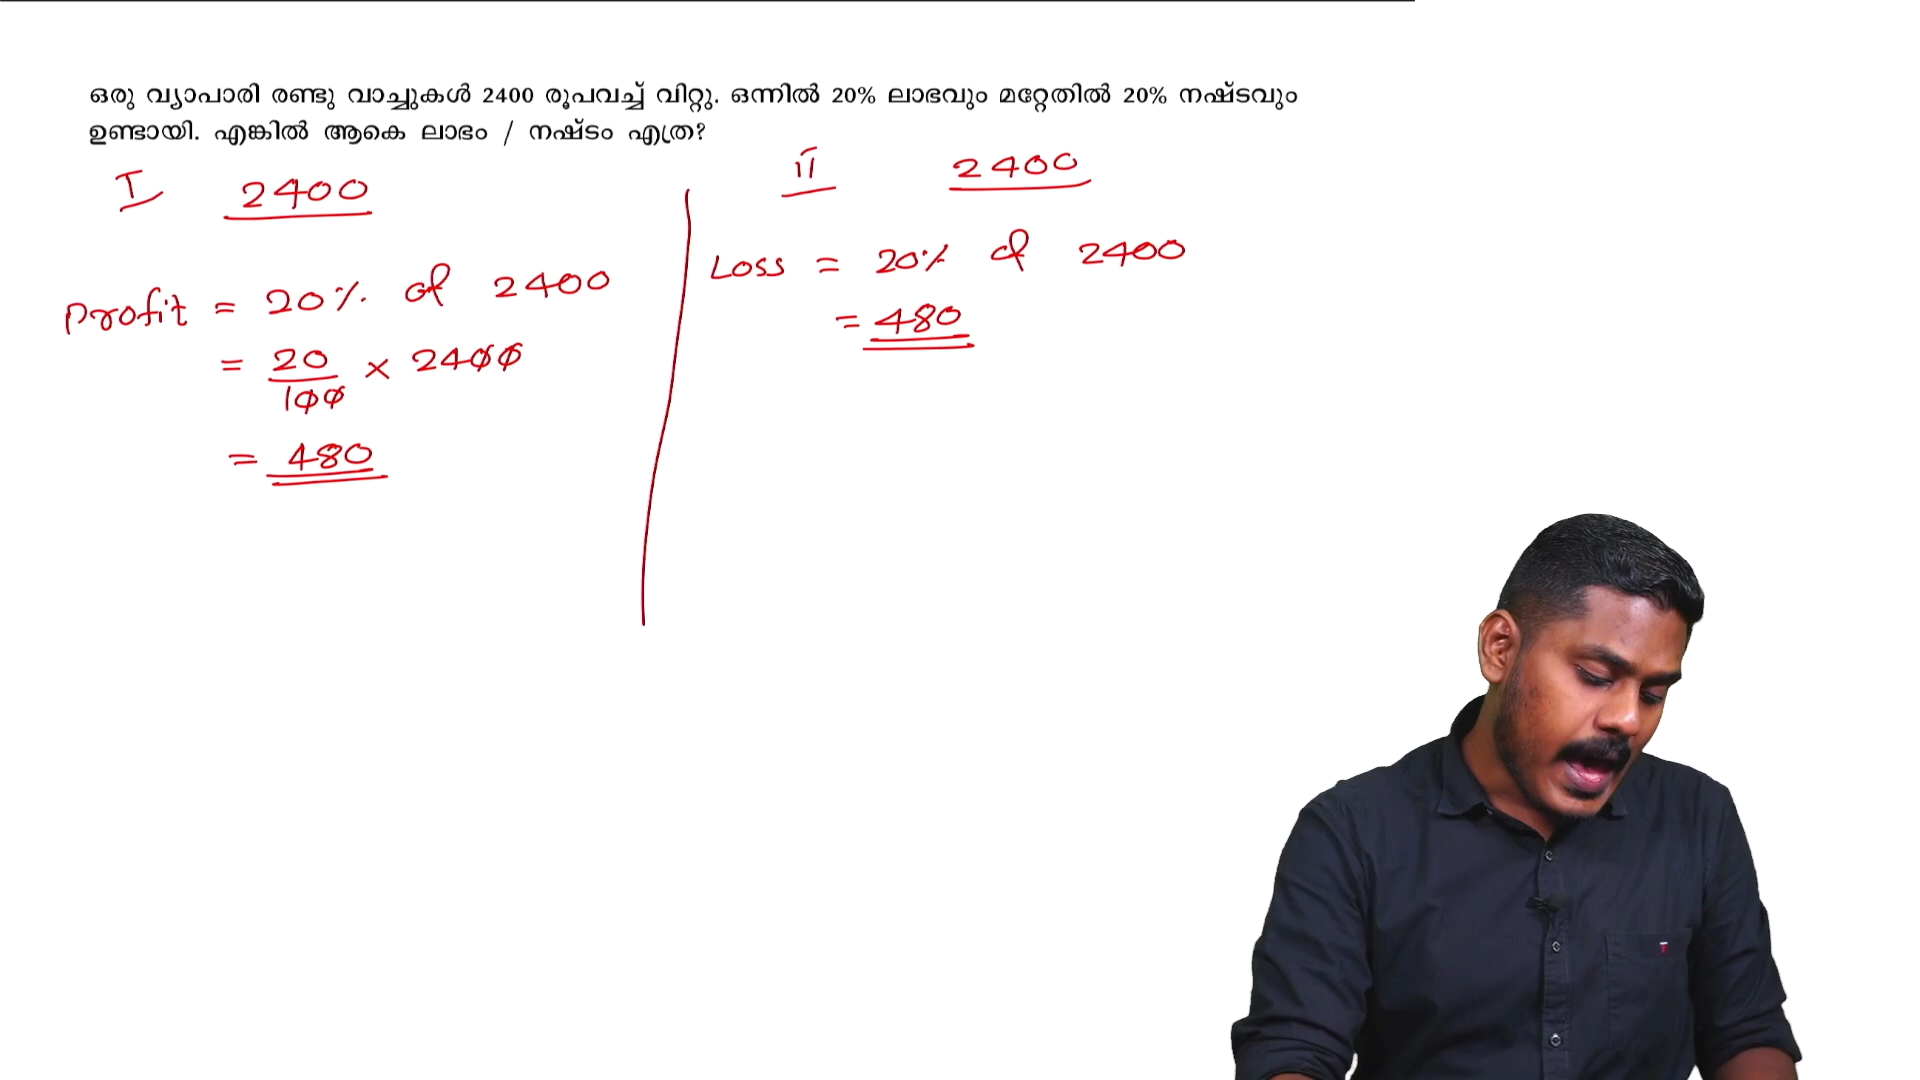 ഒരു വ്യാപാരി രണ്ടു വാച്ചുകൾ 2400 രൂപവച്ച് വിറ്റു. ഒന്നിൽ 20% ലാഭവും മറ്റേതിൽ 20% നഷ്ടവും
ഉണ്ടായി. എങ്കിൽ ആകെ ലാഭം / നഷ്ടം എത്ര?
I 2400
Profit = 20% of 2400
= 20/100 × 2400
= 480
II 2400
Loss = 20% of 2400
= 480